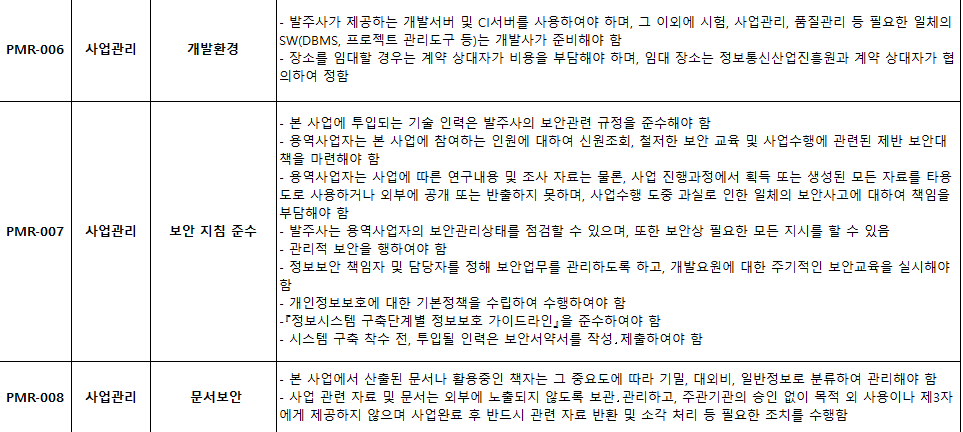 - 발주사가 제공하는 개발서버 및 CI서버를 사용하여야 하며, 그 이외에 시험, 사업관리, 품질관리 등 필요한 일체의
PMR-006 사업관리 개발환경 SW(DBMS, 프로젝트 관리도구 등)는 개발사가 준비해야 함
- 장소를 임대할 경우는 계약 상대자가 비용을 부담해야 하며, 임대 장소는 정보통신산업진흥원과 계약 상대자가 협
의하여 정함
- 본 사업에 투입되는 기술 인력은 발주사의 보안관련 규정을 준수해야 함
- 용역사업자는 본 사업에 참여하는 인원에 대하여 신원조회, 철저한 보안 교육 및 사업수행에 관련된 제반 보안대
책을 마련해야 함
- 용역사업자는 사업에 따른 연구내용 및 조사 자료는 물론, 사업 진행과정에서 획득 또는 생성된 모든 자료를 타용
도로 사용하거나 외부에 공개 또는 반출하지 못하며, 사업수행 도중 과실로 인한 일체의 보안사고에 대하여 책임을
부담해야 함
PMR-007 사업관리 보안 지침 준수 - 발주사는 용역사업자의 보안관리상태를 점검할 수 있으며, 또한 보안상 필요한 모든 지시를 할 수 있음
- 관리적 보안을 행하여야 함
- 정보보안 책임자 및 담당자를 정해 보안업무를 관리하도록 하고, 개발요원에 대한 주기적인 보안교육을 실시해야
함
- 개인정보보호에 대한 기본정책을 수립하여 수행하여야 함
-『정보시스템 구축단계별 정보보호 가이드라인』을 준수하여야 함
- 시스템 구축 착수 전, 투입될 인력은 보안서약서를 작성․제출하여야 함
- 본 사업에서 산출된 문서나 활용중인 책자는 그 중요도에 따라 기밀, 대외비, 일반정보로 분류하여 관리해야 함
PMR-008 사업관리 문서보안 - 사업 관련 자료 및 문서는 외부에 노출되지 않도록 보관․관리하고, 주관기관의 승인 없이 목적 외 사용이나 제3자
에게 제공하지 않으며 사업완료 후 반드시 관련 자료 반환 및 소각 처리 등 필요한 조치를 수행함